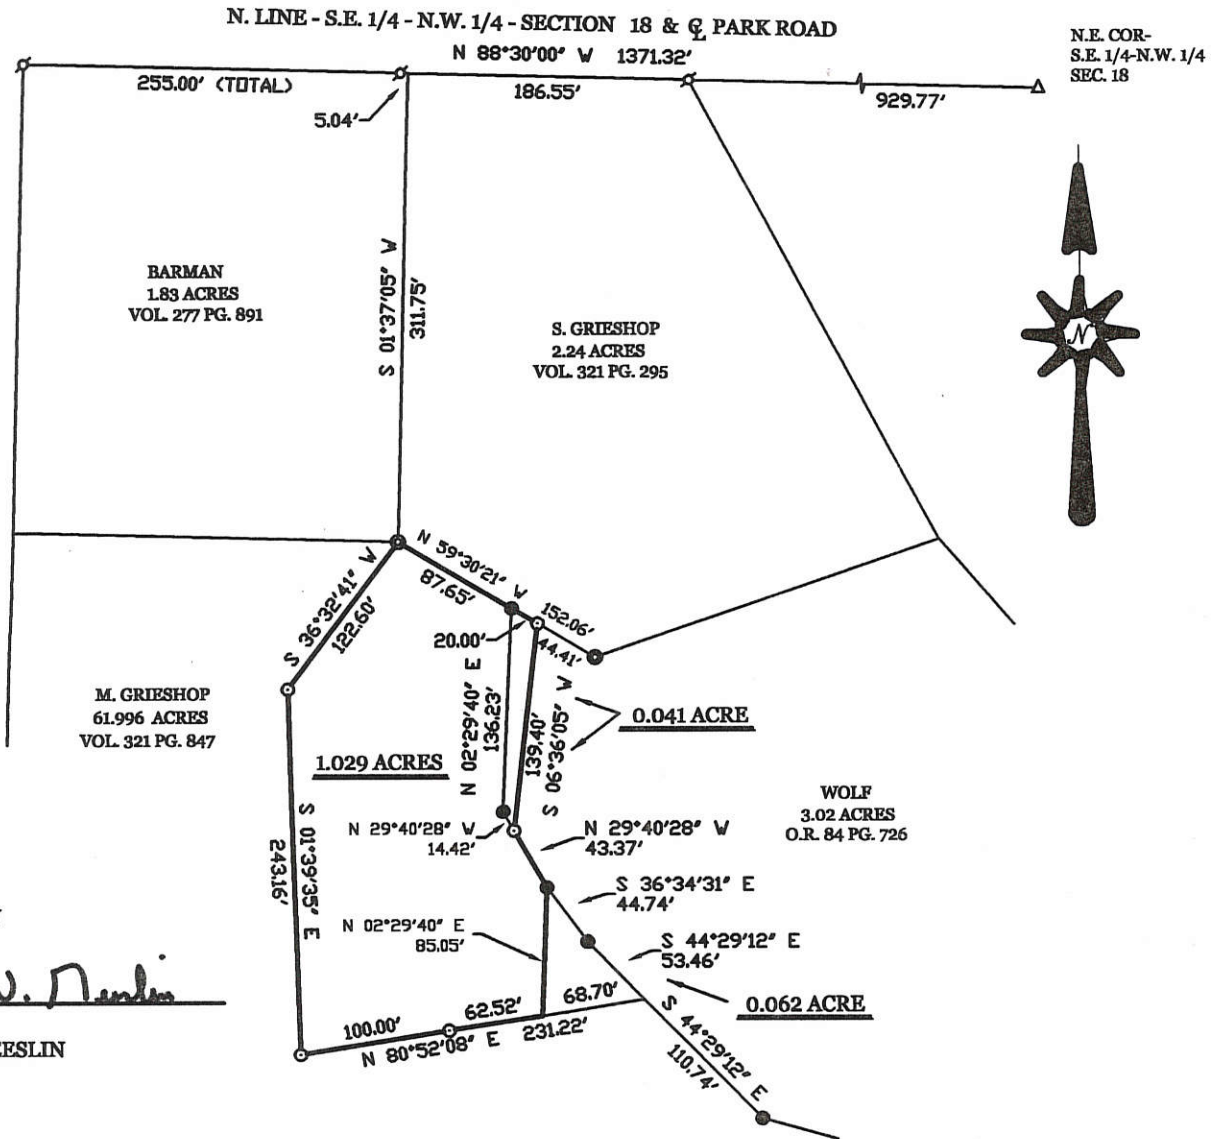 N. LINE - S.E. 1/4 - N.W. 1/4 - SECTION 18 & ℄ PARK ROAD
N 88°30'00" W 1371.32'
N.E. COR-
S.E. 1/4-N.W. 1/4
SEC. 18
255.00' (TOTAL)
5.04'
186.55'
929.77'
BARMAN
1.83 ACRES
VOL. 277 PG. 891
S 01°37'05" W
311.75'
S. GRIESHOP
2.24 ACRES
VOL. 321 PG. 295
N
N 59°30'21" W
87.65'
152.06'
20.00'
44.41'
S 36°32'41" W
122.60'
M. GRIESHOP
61.996 ACRES
VOL. 321 PG. 847
N 02°29'40" E
136.23'
139.40'
S 06°36'05" W
0.041 ACRE
1.029 ACRES
WOLF
3.02 ACRES
O.R. 84 PG. 726
N 29°40'28" W
14.42'
N 29°40'28" W
43.37'
S 01°39'35" E
243.16'
S 36°34'31" E
44.74'
N 02°29'40" E
85.05'
S 44°29'12" E
53.46'
0.062 ACRE
100.00'
62.52'
68.70'
N 80°52'08" E 231.22'
S 44°29'12" E
110.74'
EESLIN